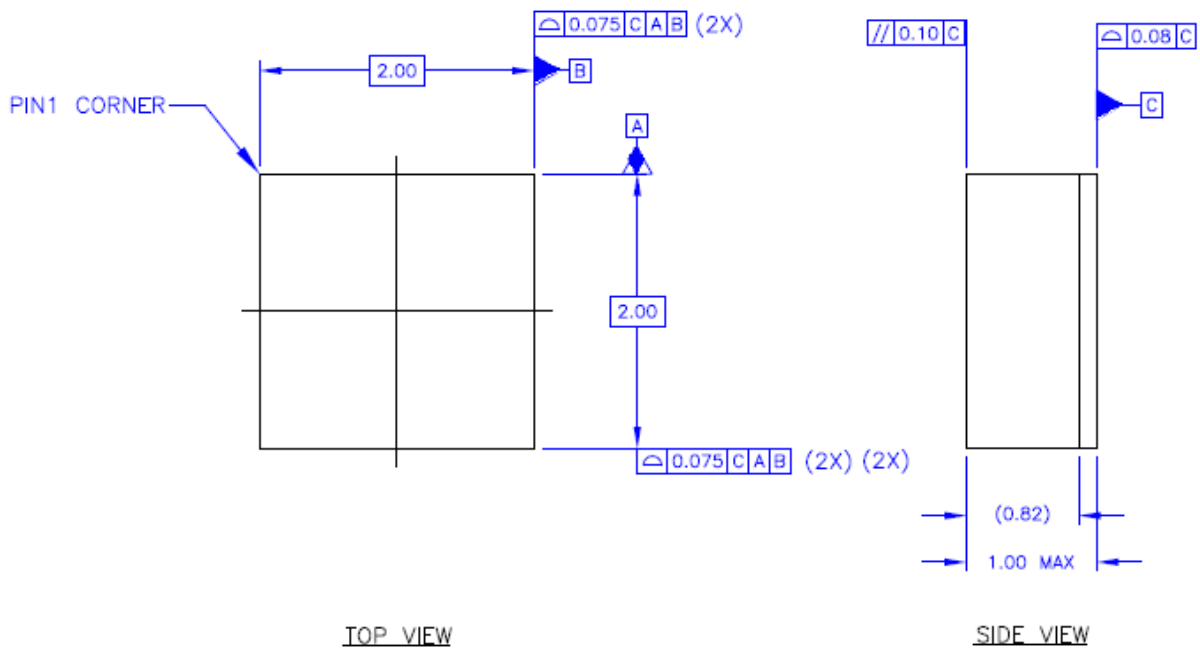 ⌓ 0.075 C A B (2X)
// 0.10 C
⌓ 0.08 C
2.00
B
PIN1 CORNER
C
A
2.00
⌓ 0.075 C A B (2X) (2X)
(0.82)
1.00 MAX
TOP VIEW
SIDE VIEW